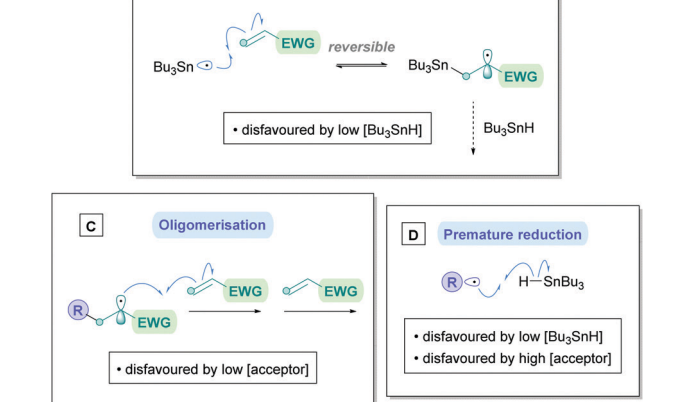 EWG
reversible
Bu₃Sn
Bu₃Sn
EWG
• disfavoured by low [Bu₃SnH]
Bu₃SnH
C
Oligomerisation
EWG
EWG
R
EWG
• disfavoured by low [acceptor]
D
Premature reduction
R
H—SnBu₃
• disfavoured by low [Bu₃SnH]
• disfavoured by high [acceptor]